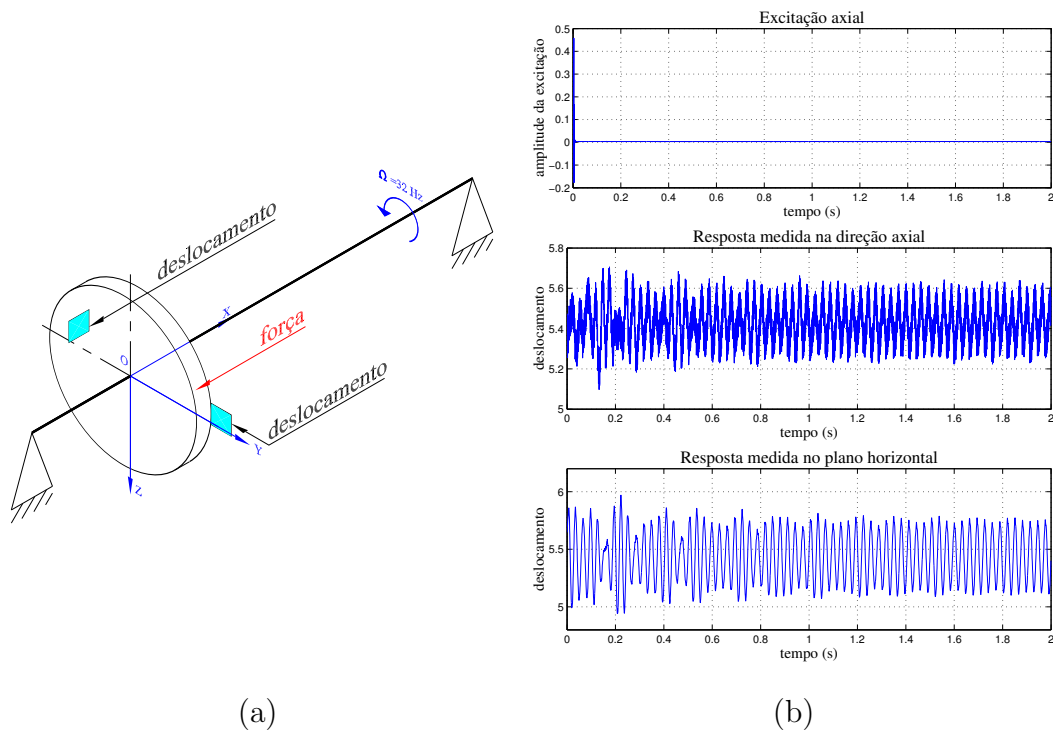 Ω =32 Hz
deslocamento
X
força
O
deslocamento
Y
Z
(a)
Excitação axial
amplitude da excitação
0.5
0.4
0.3
0.2
0.1
0
−0.1
−0.2
0 0.2 0.4 0.6 0.8 1 1.2 1.4 1.6 1.8 2
tempo (s)
Resposta medida na direção axial
deslocamento
5.8
5.6
5.4
5.2
5
0 0.2 0.4 0.6 0.8 1 1.2 1.4 1.6 1.8 2
tempo (s)
Resposta medida no plano horizontal
deslocamento
6
5.5
5
0 0.2 0.4 0.6 0.8 1 1.2 1.4 1.6 1.8 2
tempo (s)
(b)